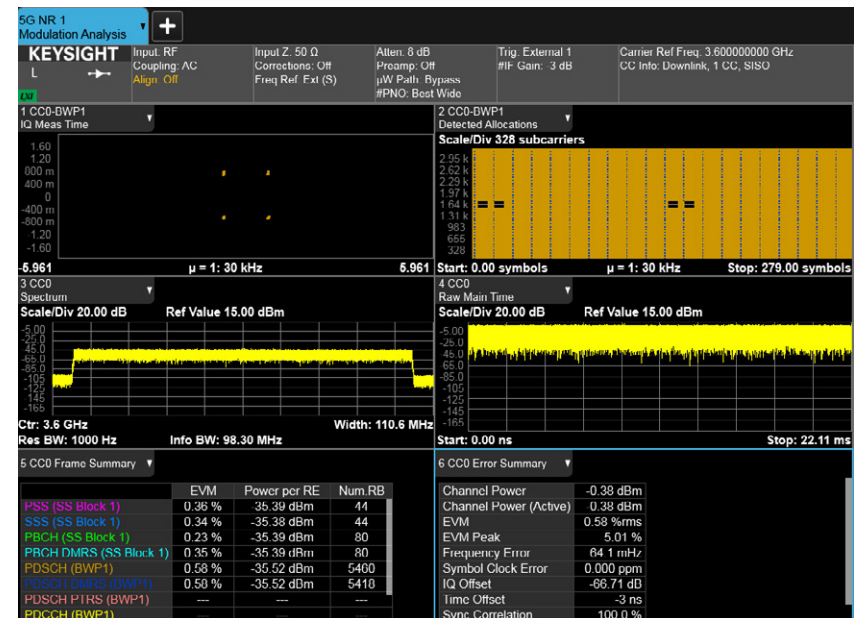 5G NR 1
Modulation Analysis
+
KEYSIGHT
L
LXI
Input: RF
Coupling: AC
Align: Off
Input Z: 50 Ω
Corrections: Off
Freq Ref: Ext (S)
Atten: 8 dB
Preamp: Off
µW Path: Bypass
#PNO: Best Wide
Trig: External 1
#IF Gain: -3 dB
Carrier Ref Freq: 3.600000000 GHz
CC Info: Downlink, 1 CC, SISO
1 CC0-BWP1
IQ Meas Time
1.60
1.20
800 m
400 m
0
-400 m
-800 m
-1.20
-1.60
-5.961 µ = 1: 30 kHz 5.961
2 CC0-BWP1
Detected Allocations
Scale/Div 328 subcarriers
2.95 k
2.62 k
2.29 k
1.97 k
1.64 k
1.31 k
983
655
328
Start: 0.00 symbols µ = 1: 30 kHz Stop: 279.00 symbols
3 CC0
Spectrum
Scale/Div 20.00 dB Ref Value 15.00 dBm
-5.00
-25.0
-45.0
-65.0
-85.0
-105
-125
-145
-165
Ctr: 3.6 GHz Width: 110.6 MHz
Res BW: 1000 Hz Info BW: 98.30 MHz
4 CC0
Raw Main Time
Scale/Div 20.00 dB Ref Value 15.00 dBm
-5.00
-25.0
-45.0
-65.0
-85.0
-105
-125
-145
-165
Start: 0.00 ns Stop: 22.11 ms
5 CC0 Frame Summary
EVM Power per RE Num.RB
PSS (SS Block 1) 0.36 % -35.39 dBm 44
SSS (SS Block 1) 0.34 % -35.38 dBm 44
PBCH (SS Block 1) 0.23 % -35.39 dBm 80
PBCH DMRS (SS Block 1) 0.35 % -35.39 dBm 80
PDSCH (BWP1) 0.58 % -35.52 dBm 5460
PDSCH DMRS (BWP1) 0.50 % -35.52 dBm 5418
PDSCH PTRS (BWP1) --- --- ---
PDCCH (BWP1) --- --- ---
6 CC0 Error Summary
Channel Power -0.38 dBm
Channel Power (Active) -0.38 dBm
EVM 0.58 %rms
EVM Peak 5.01 %
Frequency Error 64.1 mHz
Symbol Clock Error 0.000 ppm
IQ Offset -66.71 dB
Time Offset -3 ns
Sync Correlation 100.0 %